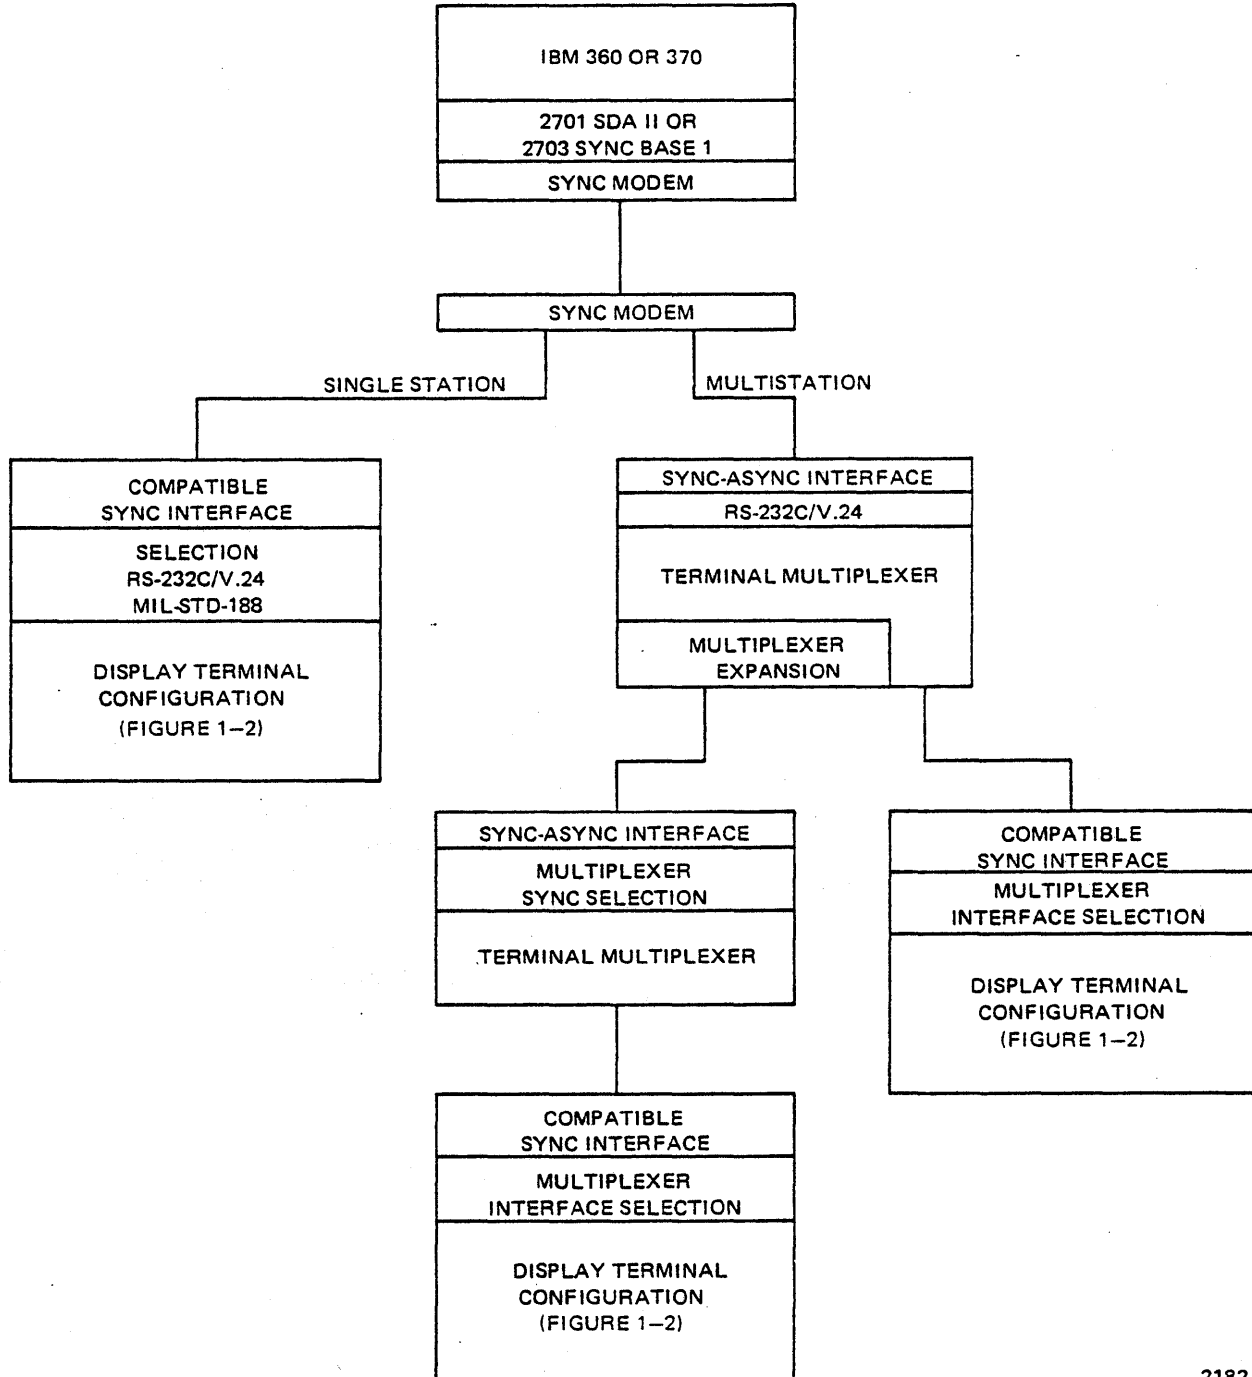 IBM 360 OR 370
2701 SDA II OR
2703 SYNC BASE 1
SYNC MODEM
SYNC MODEM
SINGLE STATION
MULTISTATION
COMPATIBLE
SYNC INTERFACE
SELECTION
RS-232C/V.24
MIL-STD-188
DISPLAY TERMINAL
CONFIGURATION
(FIGURE 1–2)
SYNC-ASYNC INTERFACE
RS-232C/V.24
TERMINAL MULTIPLEXER
MULTIPLEXER
EXPANSION
SYNC-ASYNC INTERFACE
MULTIPLEXER
SYNC SELECTION
TERMINAL MULTIPLEXER
COMPATIBLE
SYNC INTERFACE
MULTIPLEXER
INTERFACE SELECTION
DISPLAY TERMINAL
CONFIGURATION
(FIGURE 1–2)
COMPATIBLE
SYNC INTERFACE
MULTIPLEXER
INTERFACE SELECTION
DISPLAY TERMINAL
CONFIGURATION
(FIGURE 1–2)
2182